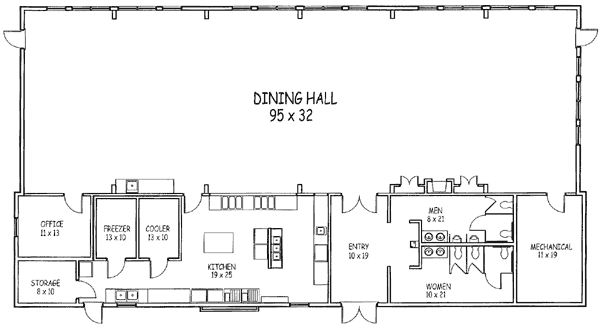 DINING HALL
95 x 32
OFFICE
11 x 13
FREEZER
13 x 10
COOLER
13 x 10
KITCHEN
19 x 25
STORAGE
8 x 10
ENTRY
10 x 19
MEN
8 x 21
WOMEN
10 x 21
MECHANICAL
11 x 19